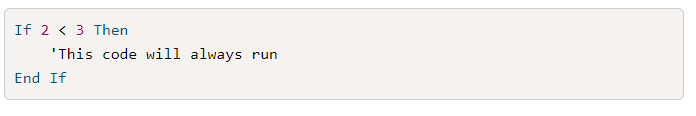 If 2 < 3 Then
    'This code will always run
End If